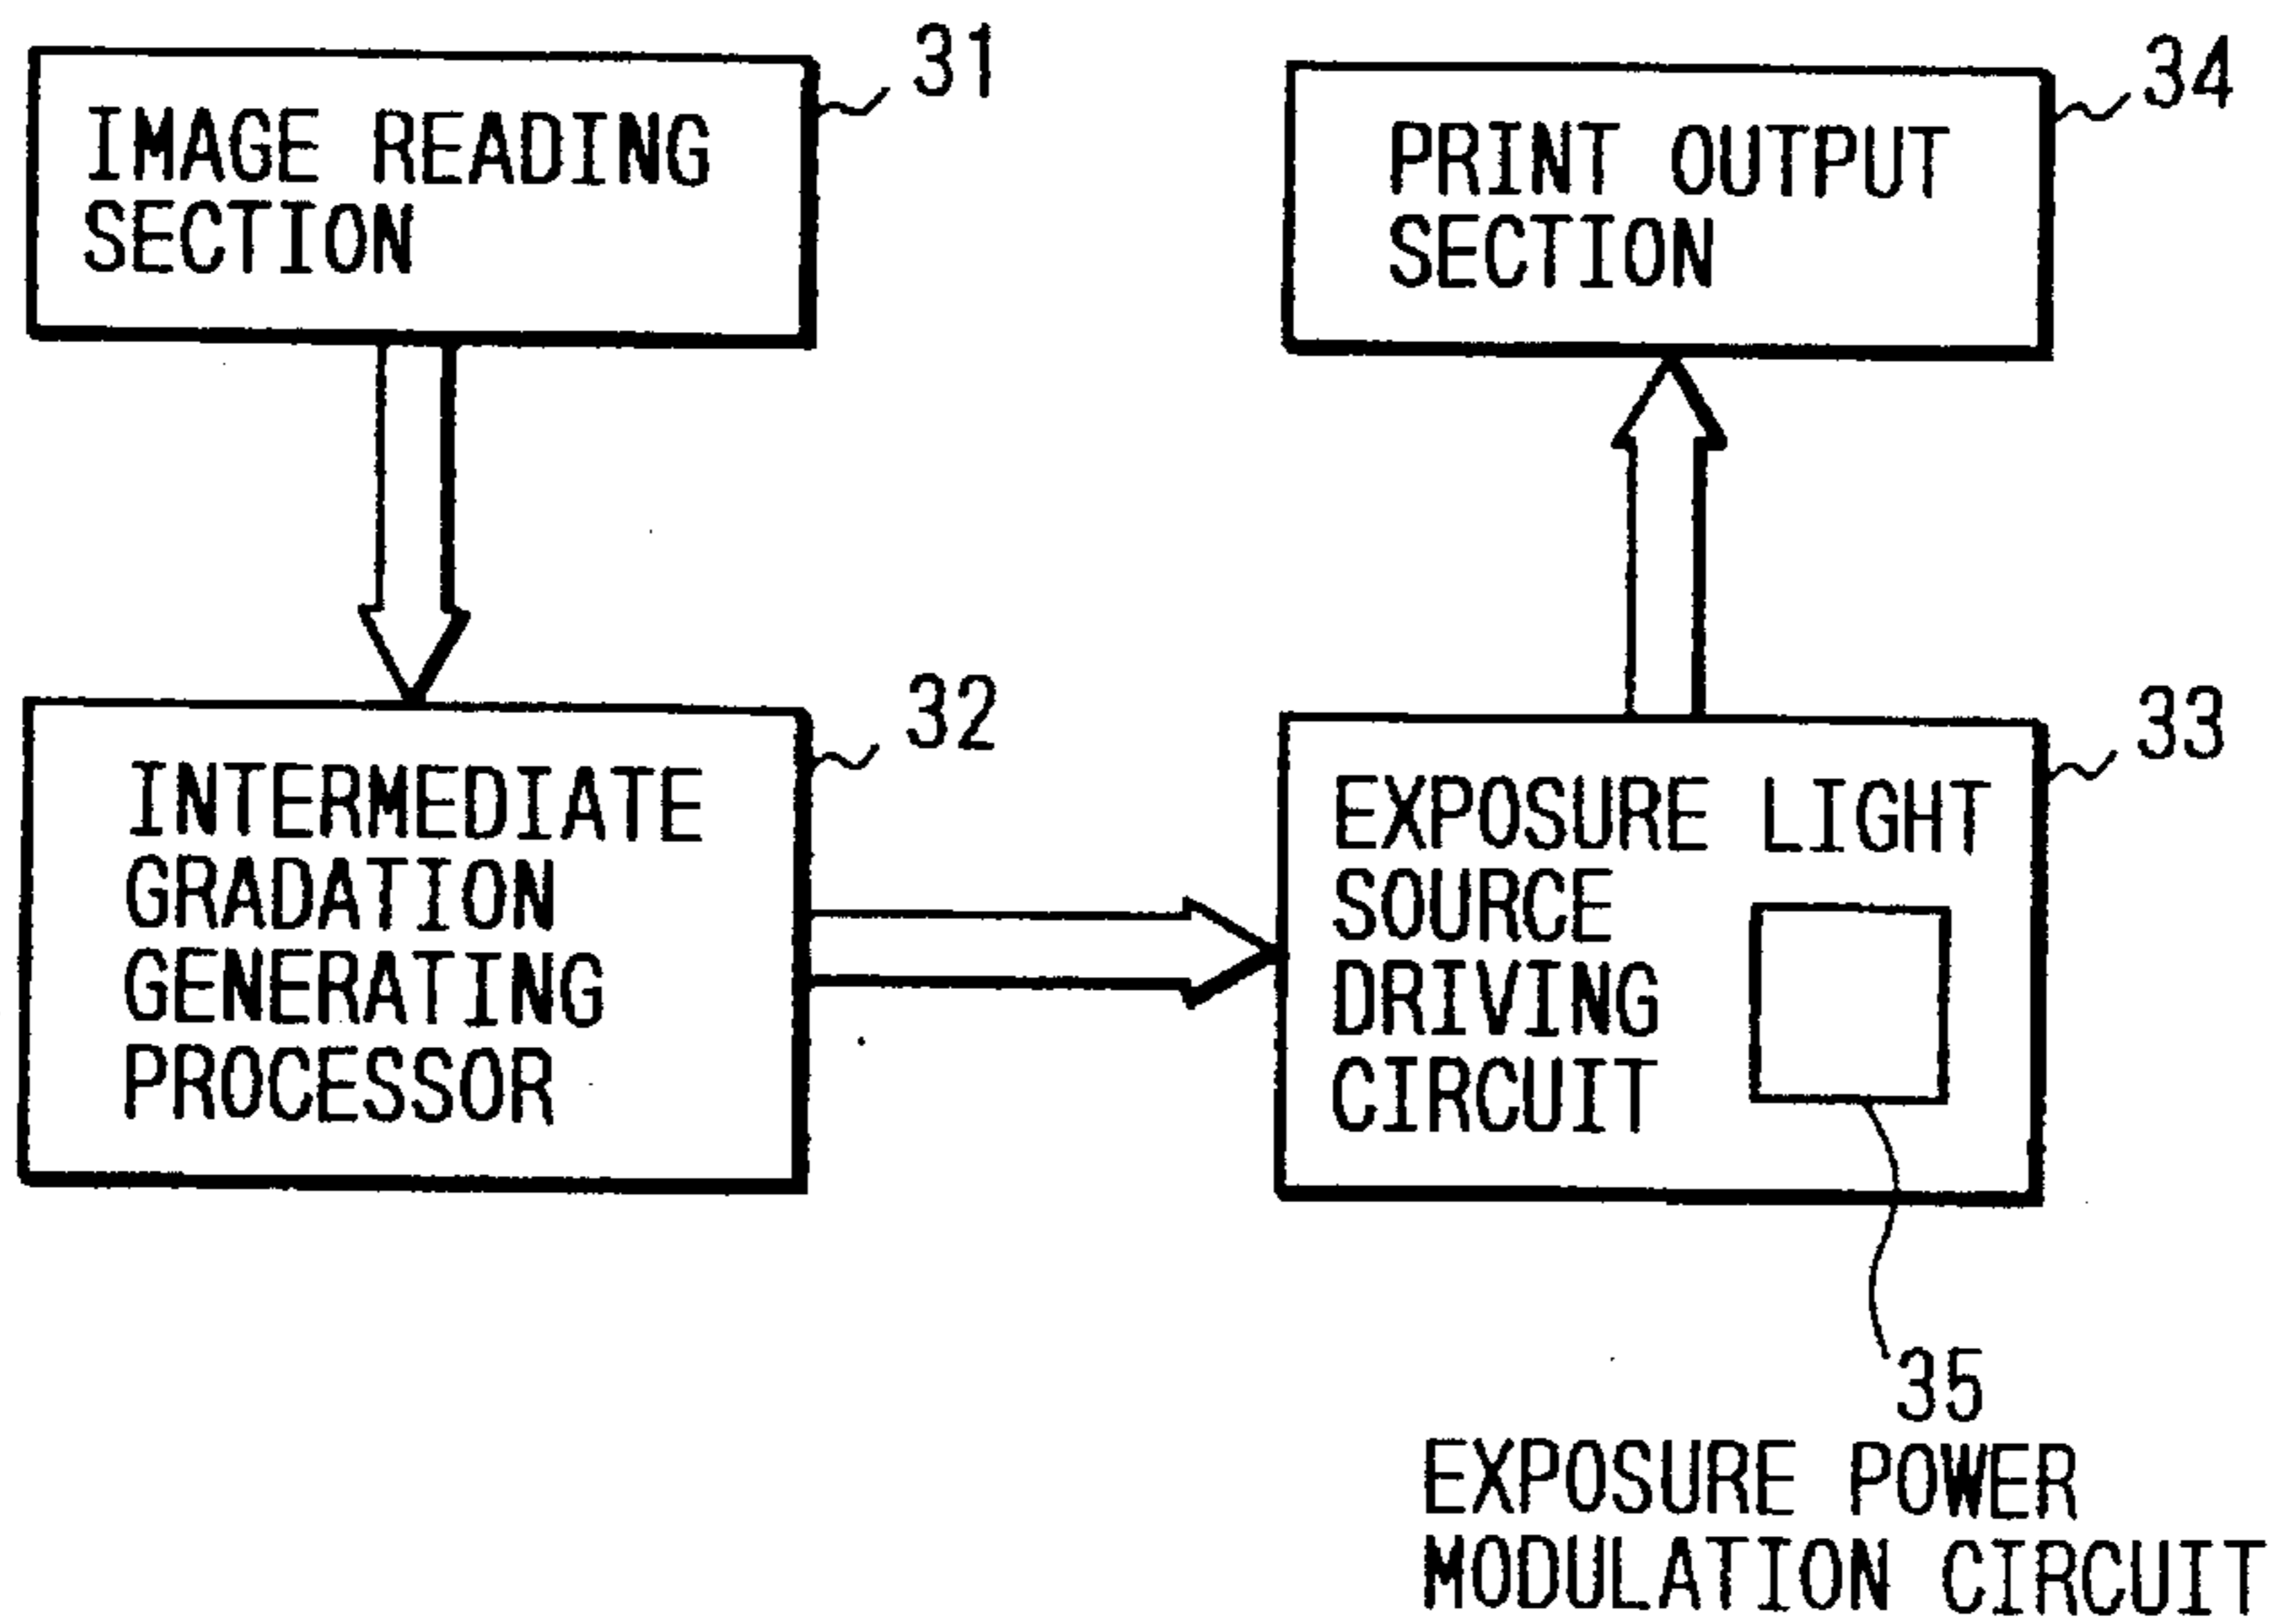 31
IMAGE READING
SECTION
34
PRINT OUTPUT
SECTION
32
INTERMEDIATE
GRADATION
GENERATING
PROCESSOR
33
EXPOSURE LIGHT
SOURCE
DRIVING
CIRCUIT
35
EXPOSURE POWER
MODULATION CIRCUIT